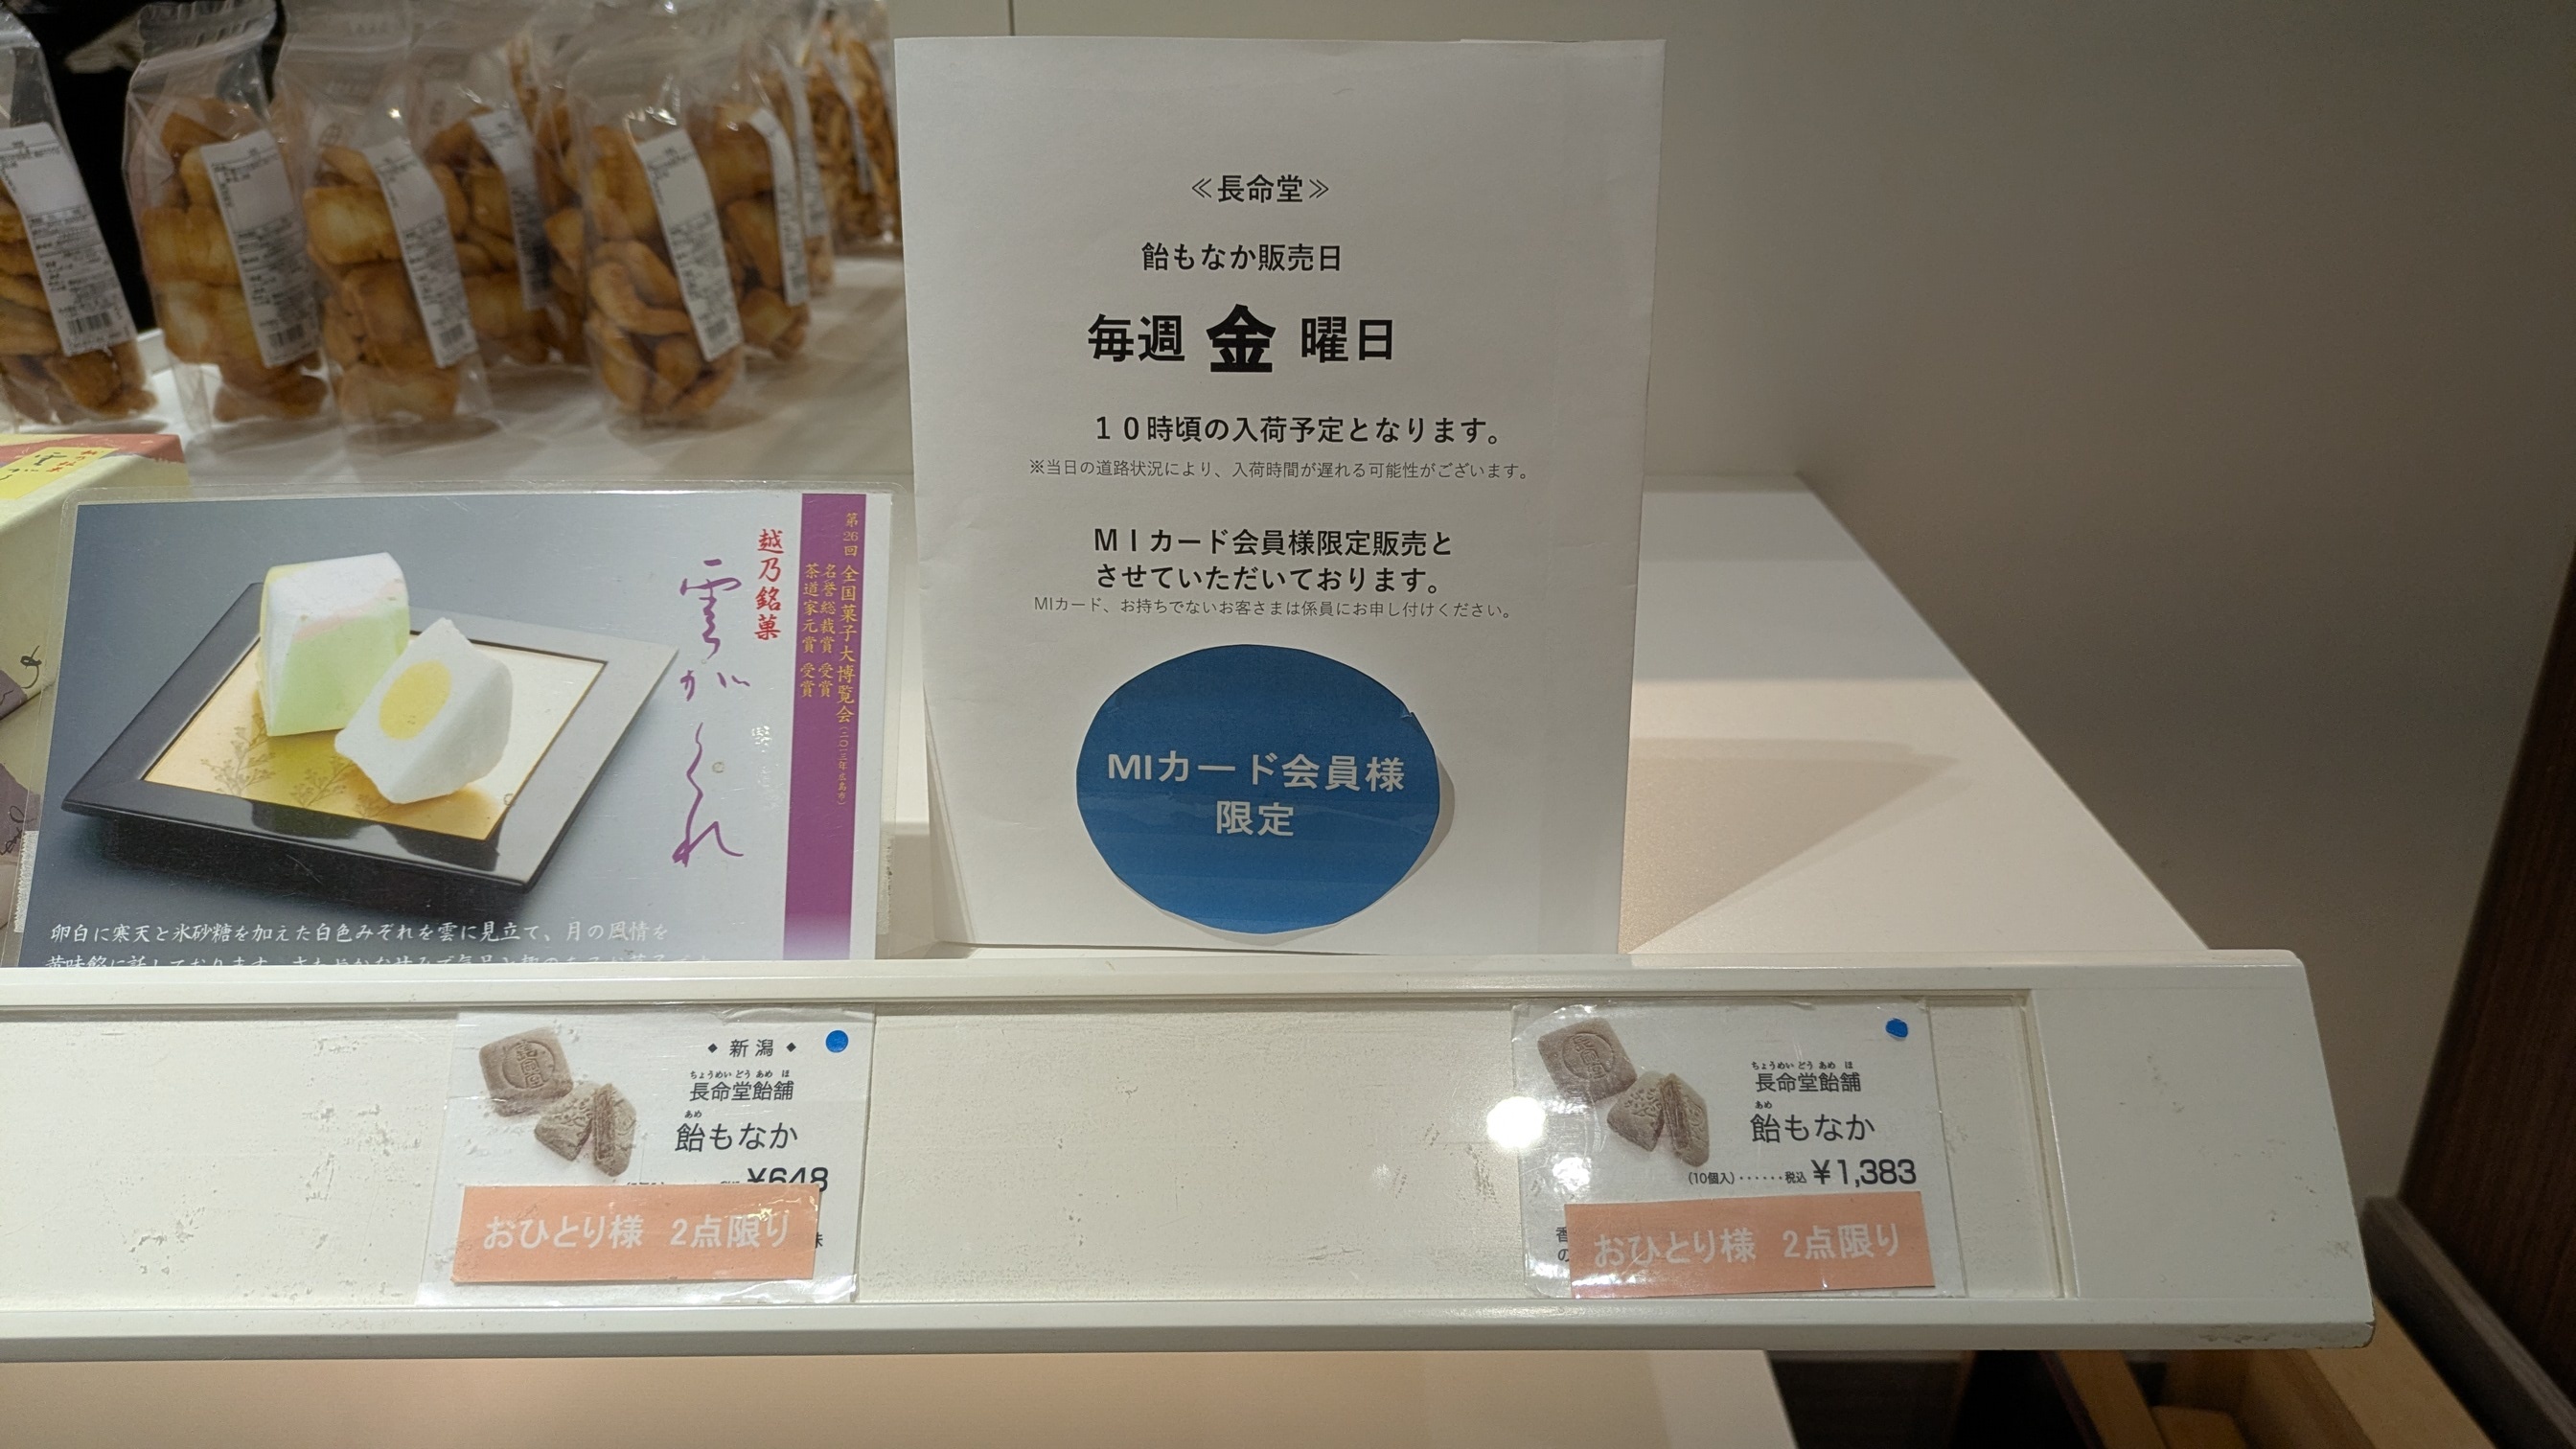 ≪長命堂≫
飴もなか販売日
毎週 金 曜日
１０時頃の入荷予定となります。
※当日の道路状況により、入荷時間が遅れる可能性がございます。
ＭＩカード会員様限定販売と
させていただいております。
MIカード、お持ちでないお客さまは係員にお申し付けください。
MIカード会員様
限定
第26回 全国菓子大博覧会(二〇一三年広島市)
名誉総裁賞 受賞
茶道家元賞 受賞
越乃銘菓
雲がくれ
卵白に寒天と氷砂糖を加えた白色みぞれを雲に見立て、月の風情を
◆ 新潟 ◆
ちょうめいどう あめ ほ
長命堂飴舗
あめ
飴もなか
¥648
おひとり様 2点限り
味
ちょうめいどう あめ ほ
長命堂飴舗
あめ
飴もなか
(10個入)‥‥‥税込 ¥1,383
香
の
おひとり様 2点限り